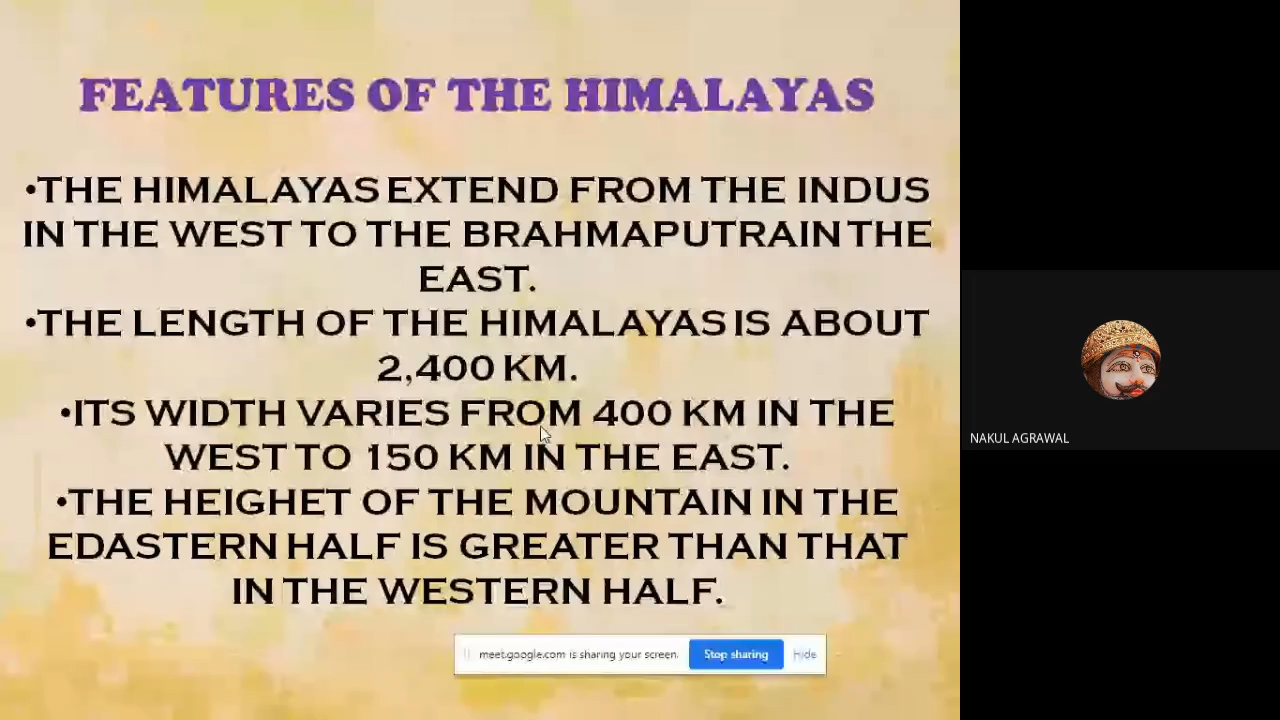 FEATURES OF THE HIMALAYAS
•THE HIMALAYAS EXTEND FROM THE INDUS
IN THE WEST TO THE BRAHMAPUTRA IN THE
EAST.
•THE LENGTH OF THE HIMALAYAS IS ABOUT
2,400 KM.
•ITS WIDTH VARIES FROM 400 KM IN THE
WEST TO 150 KM IN THE EAST.
•THE HEIGHET OF THE MOUNTAIN IN THE
EDASTERN HALF IS GREATER THAN THAT
IN THE WESTERN HALF.
meet.google.com is sharing your screen. Stop sharing Hide
NAKUL AGRAWAL